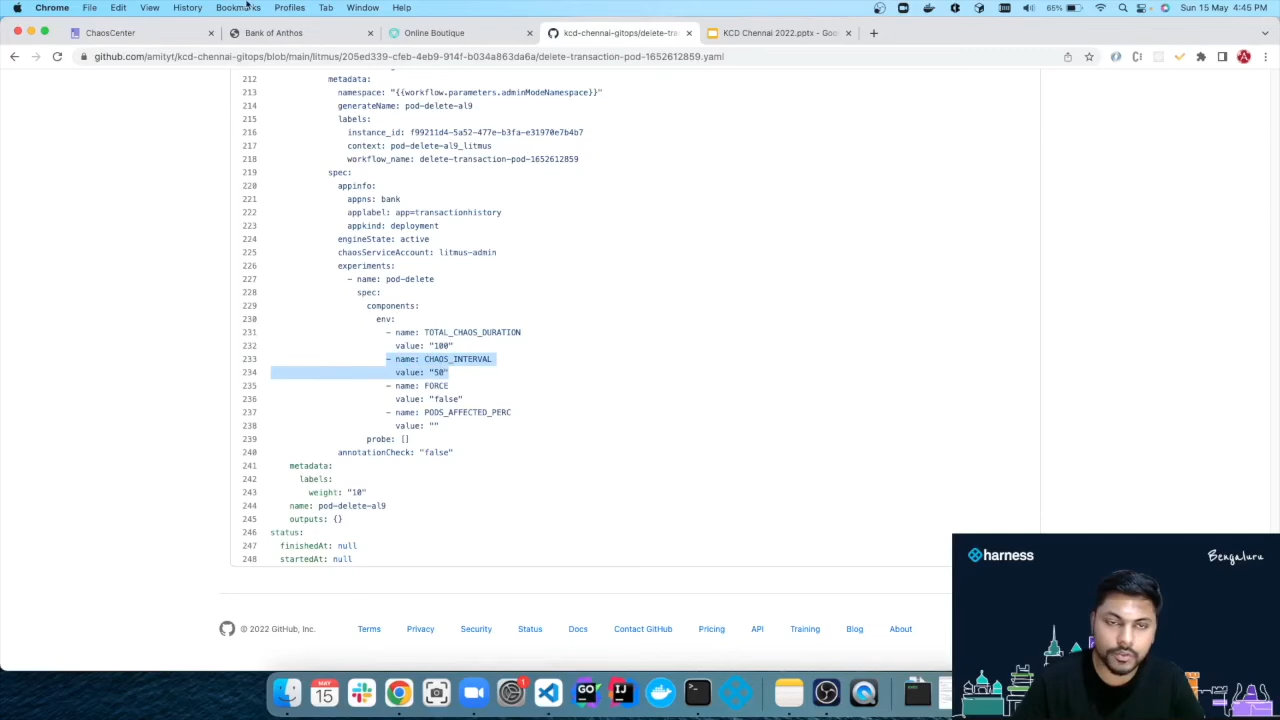 Chrome File Edit View History Bookmarks Profiles Tab Window Help 65% Sun 15 May 4:45 PM
ChaosCenter Bank of Anthos Online Boutique kcd-chennai-gitops/delete-tra KCD Chennai 2022.pptx - Goo
github.com/amityt/kcd-chennai-gitops/blob/main/litmus/205ed339-cfeb-4eb9-914f-b034a863da6a/delete-transaction-pod-1652612859.yaml
212 metadata:
213 namespace: "{{workflow.parameters.adminModeNamespace}}"
214 generateName: pod-delete-al9
215 labels:
216 instance_id: f99211d4-5a52-477e-b3fa-e31970e7b4b7
217 context: pod-delete-al9_litmus
218 workflow_name: delete-transaction-pod-1652612859
219 spec:
220 appinfo:
221 appns: bank
222 applabel: app=transactionhistory
223 appkind: deployment
224 engineState: active
225 chaosServiceAccount: litmus-admin
226 experiments:
227 - name: pod-delete
228 spec:
229 components:
230 env:
231 - name: TOTAL_CHAOS_DURATION
232 value: "100"
233 - name: CHAOS_INTERVAL
234 value: "50"
235 - name: FORCE
236 value: "false"
237 - name: PODS_AFFECTED_PERC
238 value: ""
239 probe: []
240 annotationCheck: "false"
241 metadata:
242 labels:
243 weight: "10"
244 name: pod-delete-al9
245 outputs: {}
246 status:
247 finishedAt: null
248 startedAt: null
harness Bengaluru
© 2022 GitHub, Inc. Terms Privacy Security Status Docs Contact GitHub Pricing API Training Blog About
MAY
15
1
GO
IJ